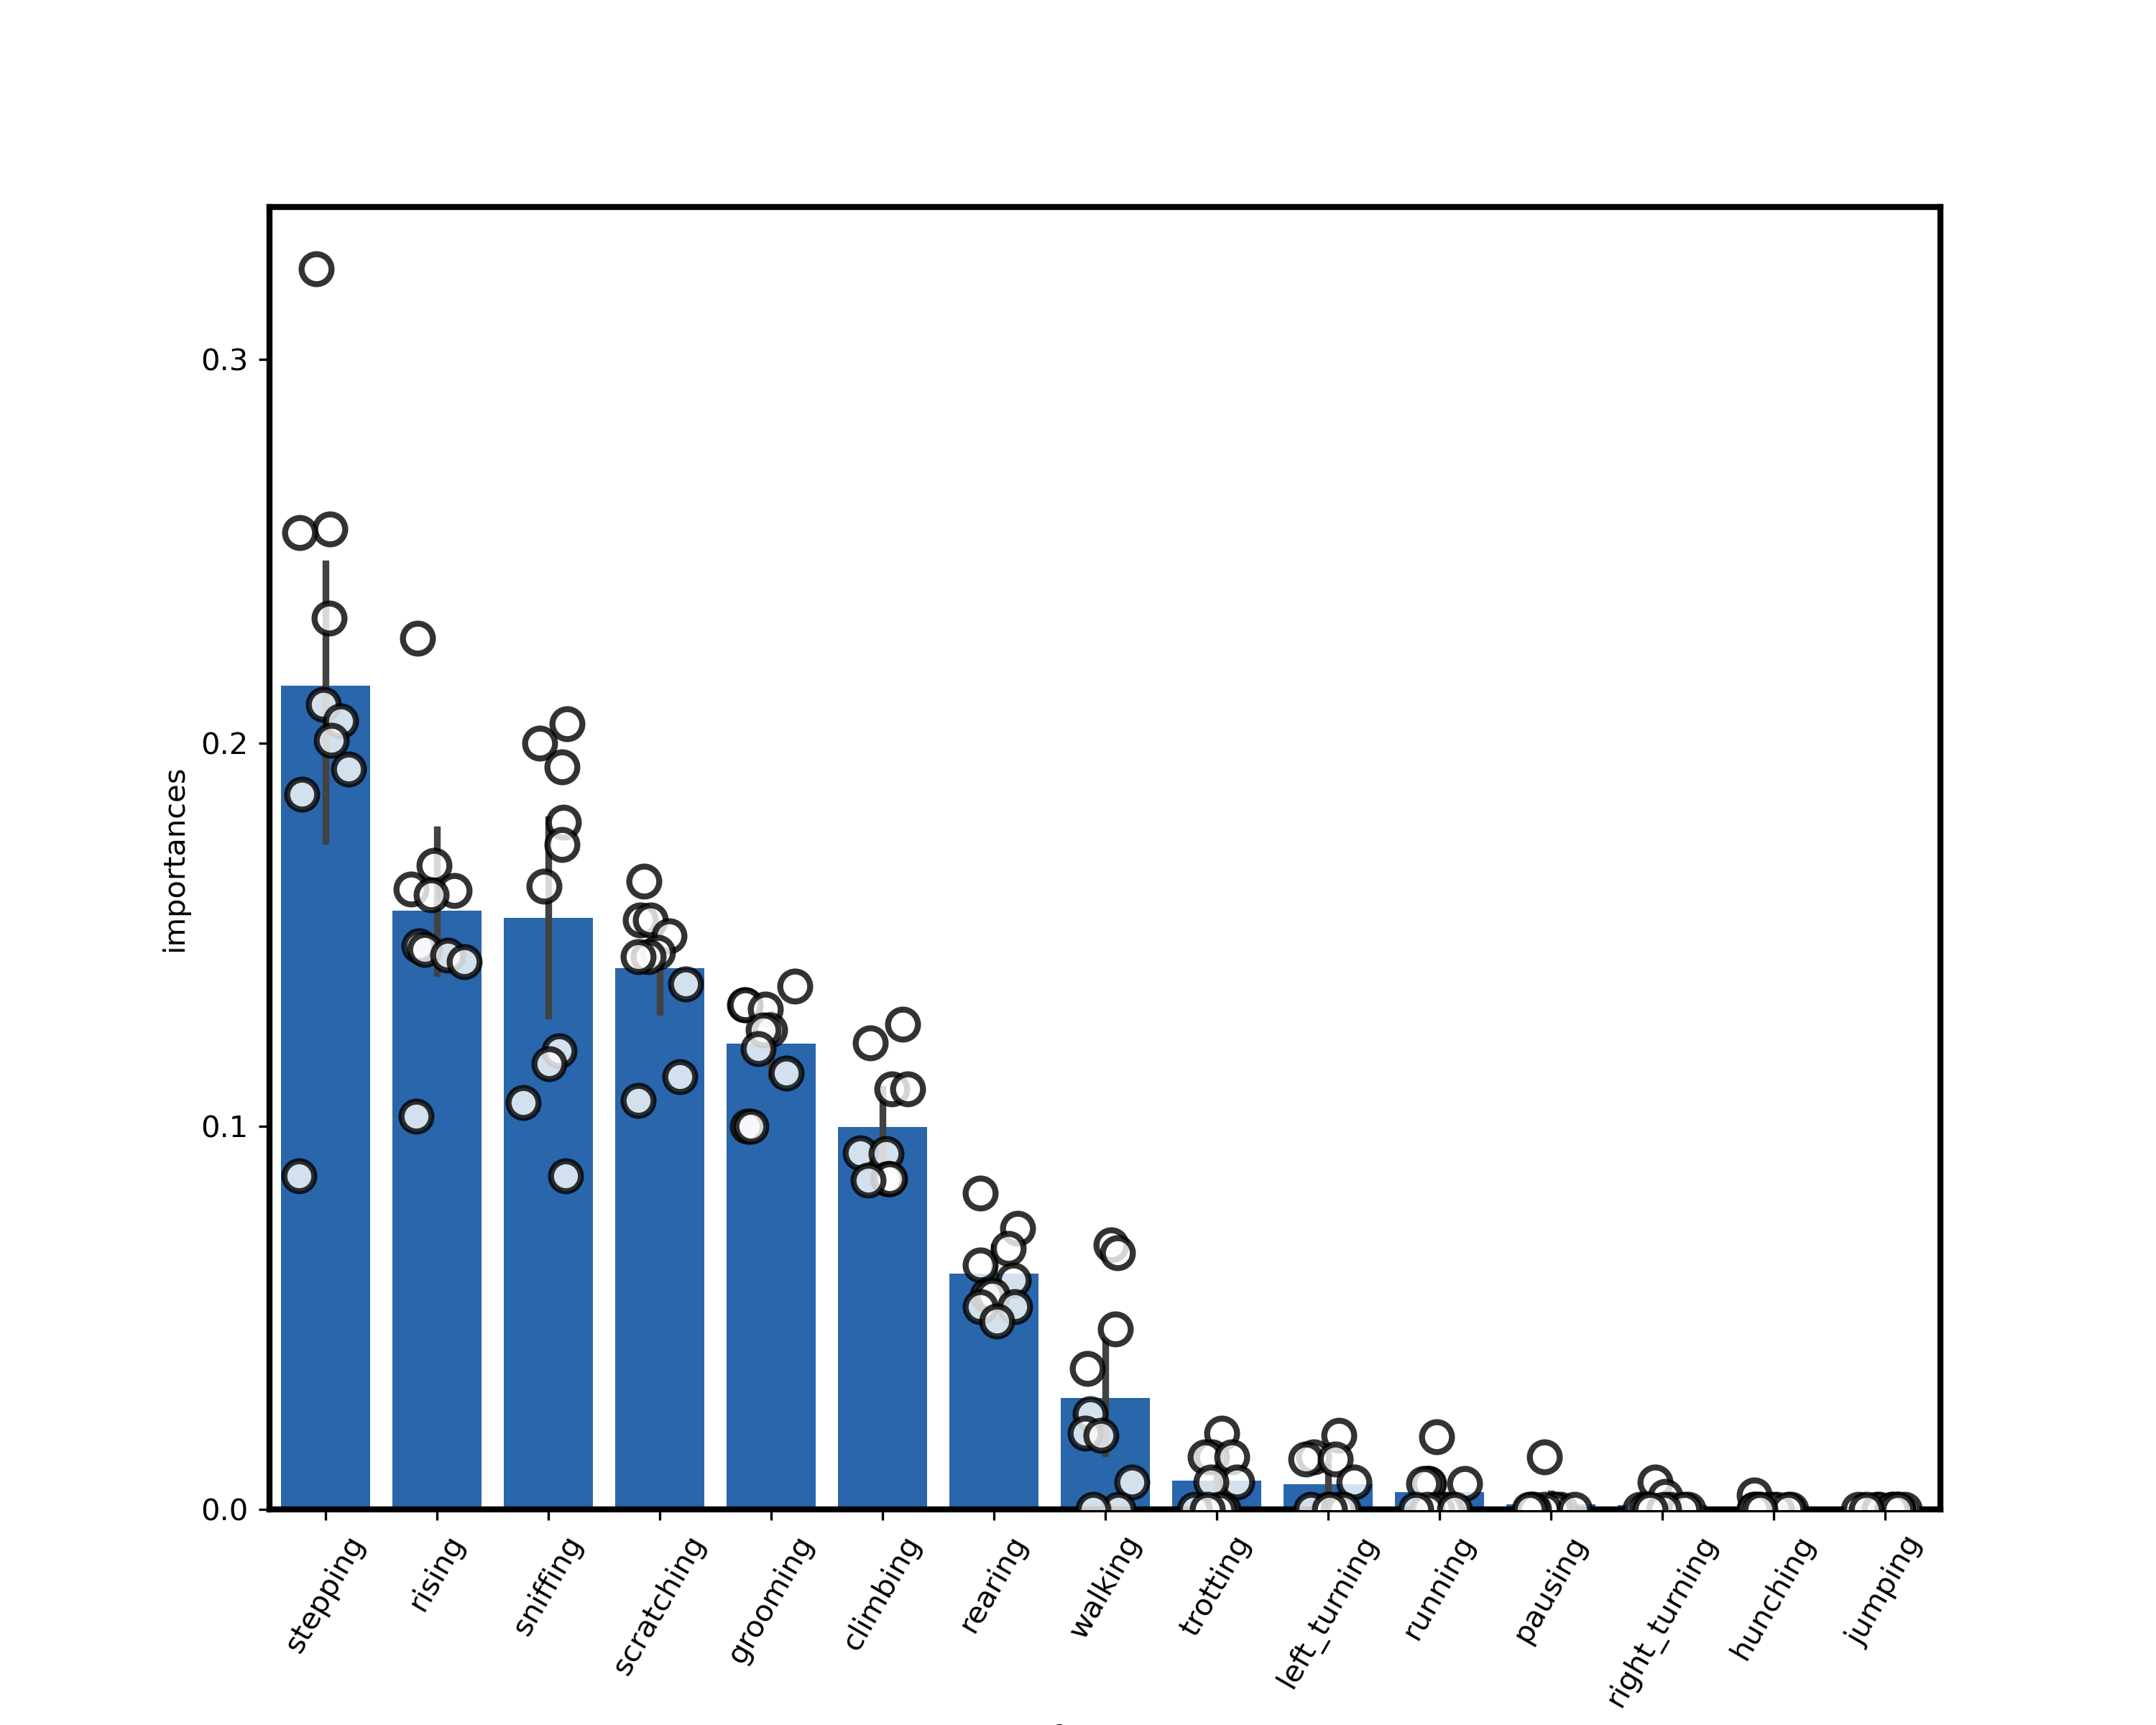 importances
0.3
0.2
0.1
0.0
stepping
rising
sniffing
scratching
grooming
climbing
rearing
walking
trotting
left_turning
running
pausing
right_turning
hunching
jumping